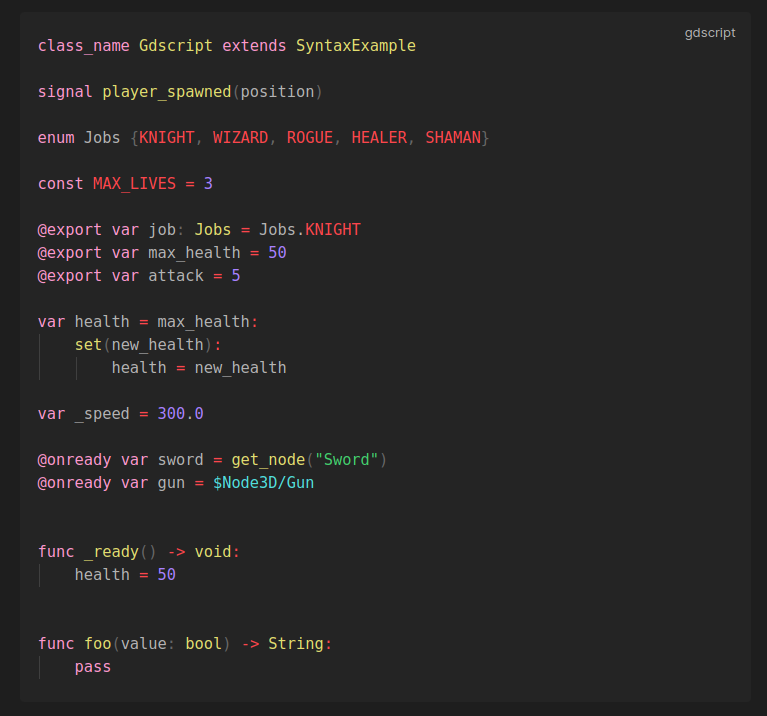 gdscript
class_name Gdscript extends SyntaxExample
signal player_spawned(position)
enum Jobs {KNIGHT, WIZARD, ROGUE, HEALER, SHAMAN}
const MAX_LIVES = 3
@export var job: Jobs = Jobs.KNIGHT
@export var max_health = 50
@export var attack = 5
var health = max_health:
    set(new_health):
        health = new_health
var _speed = 300.0
@onready var sword = get_node("Sword")
@onready var gun = $Node3D/Gun
func _ready() -> void:
    health = 50
func foo(value: bool) -> String:
    pass